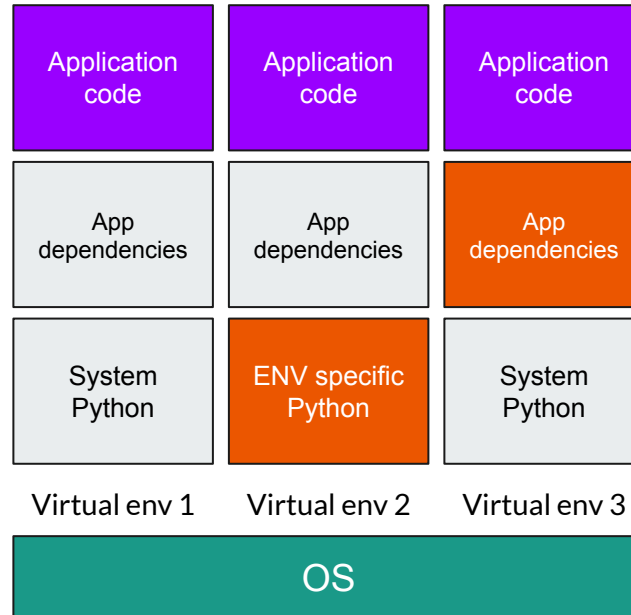 Application
code
Application
code
Application
code
App
dependencies
App
dependencies
App
dependencies
System
Python
ENV specific
Python
System
Python
Virtual env 1
Virtual env 2
Virtual env 3
OS